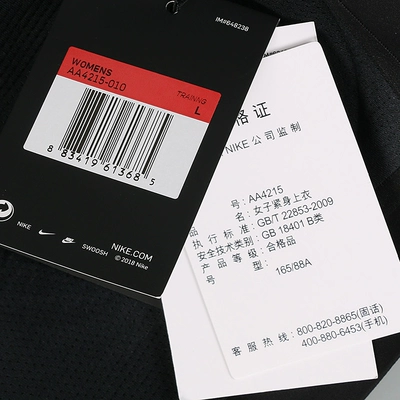 IM#648238
WOMENS
AA4215-010
TRAINNG
L
8 83419 61368 5
NIKE
SWOOSH
NIKE.COM
© 2018 Nike
格 证
NIKE公司监制
号: AA4215
名: 女子紧身上衣
执行标准: GB/T 22853-2009
安全技术类别: GB 18401 B类
产品等级: 合格品
号 型:
165/88A
客服热线: 800-820-8865(固话)
400-880-6453(手机)